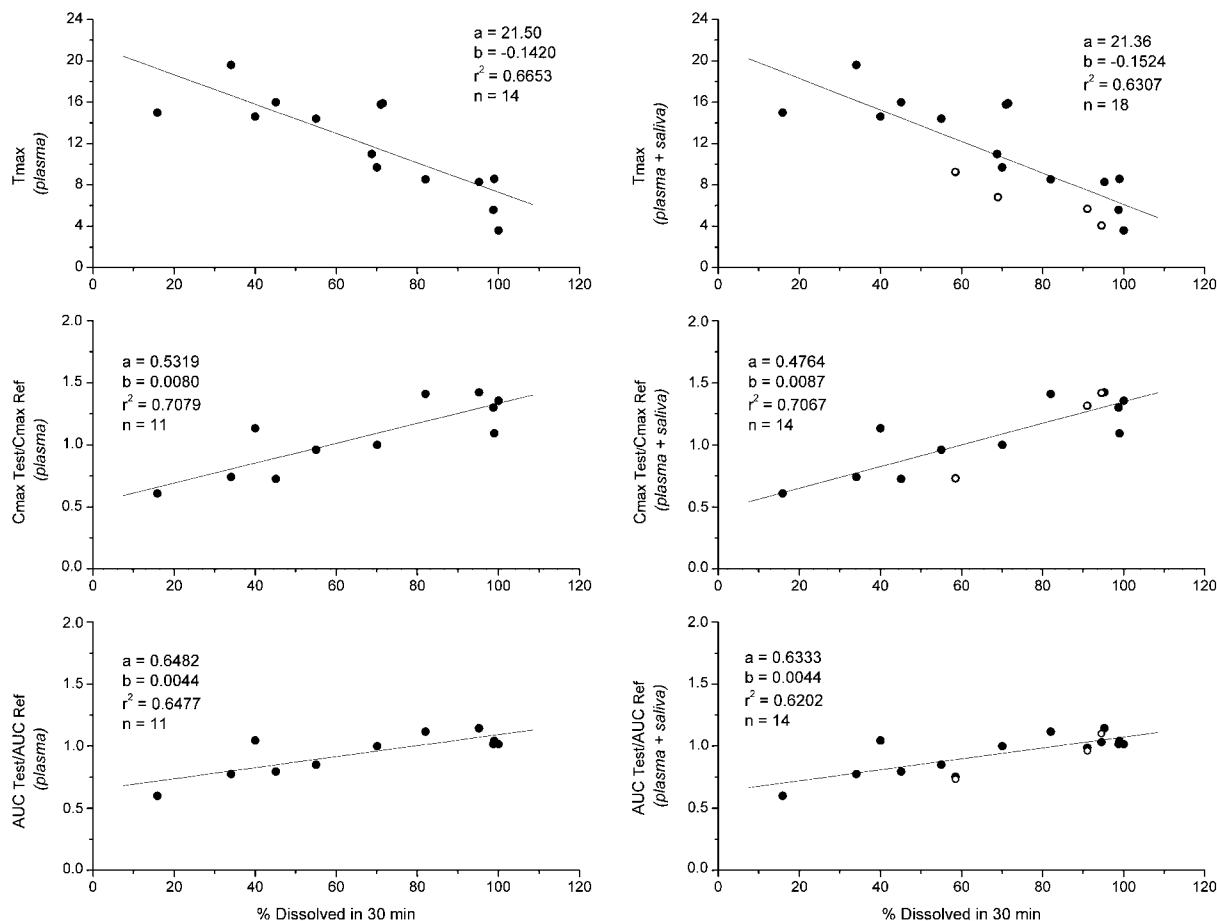 24
20
16
12
8
4
0
Tmax
(plasma)
a = 21.50
b = -0.1420
r² = 0.6653
n = 14
0 20 40 60 80 100 120
24
20
16
12
8
4
0
Tmax
(plasma + saliva)
a = 21.36
b = -0.1524
r² = 0.6307
n = 18
0 20 40 60 80 100 120
2.0
1.5
1.0
0.5
0.0
Cmax Test/Cmax Ref
(plasma)
a = 0.5319
b = 0.0080
r² = 0.7079
n = 11
0 20 40 60 80 100 120
2.0
1.5
1.0
0.5
0.0
Cmax Test/Cmax Ref
(plasma + saliva)
a = 0.4764
b = 0.0087
r² = 0.7067
n = 14
0 20 40 60 80 100 120
2.0
1.5
1.0
0.5
0.0
AUC Test/AUC Ref
(plasma)
a = 0.6482
b = 0.0044
r² = 0.6477
n = 11
0 20 40 60 80 100 120
% Dissolved in 30 min
2.0
1.5
1.0
0.5
0.0
AUC Test/AUC Ref
(plasma + saliva)
a = 0.6333
b = 0.0044
r² = 0.6202
n = 14
0 20 40 60 80 100 120
% Dissolved in 30 min